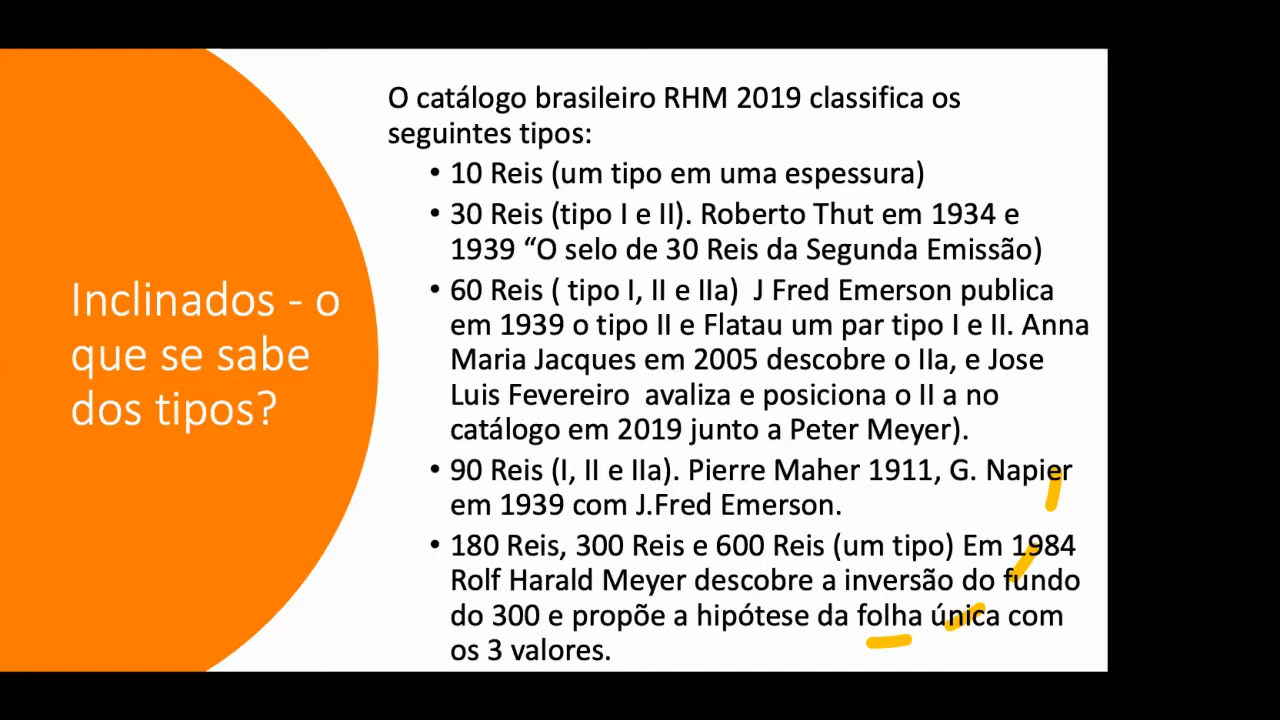 Inclinados - o
que se sabe
dos tipos?
O catálogo brasileiro RHM 2019 classifica os
seguintes tipos:
• 10 Reis (um tipo em uma espessura)
• 30 Reis (tipo I e II). Roberto Thut em 1934 e
1939 “O selo de 30 Reis da Segunda Emissão)
• 60 Reis ( tipo I, II e IIa) J Fred Emerson publica
em 1939 o tipo II e Flatau um par tipo I e II. Anna
Maria Jacques em 2005 descobre o IIa, e Jose
Luis Fevereiro avaliza e posiciona o II a no
catálogo em 2019 junto a Peter Meyer).
• 90 Reis (I, II e IIa). Pierre Maher 1911, G. Napier
em 1939 com J.Fred Emerson.
• 180 Reis, 300 Reis e 600 Reis (um tipo) Em 1984
Rolf Harald Meyer descobre a inversão do fundo
do 300 e propõe a hipótese da folha única com
os 3 valores.